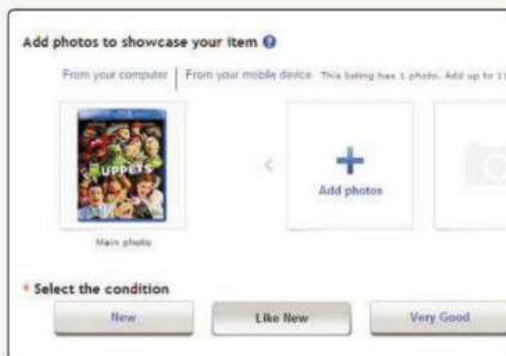 Add photos to showcase your item ?
From your computer From your mobile device This listing has 1 photo. Add up to 11
MUPPETS
+
Add photos
Main photo
* Select the condition
New Like New Very Good